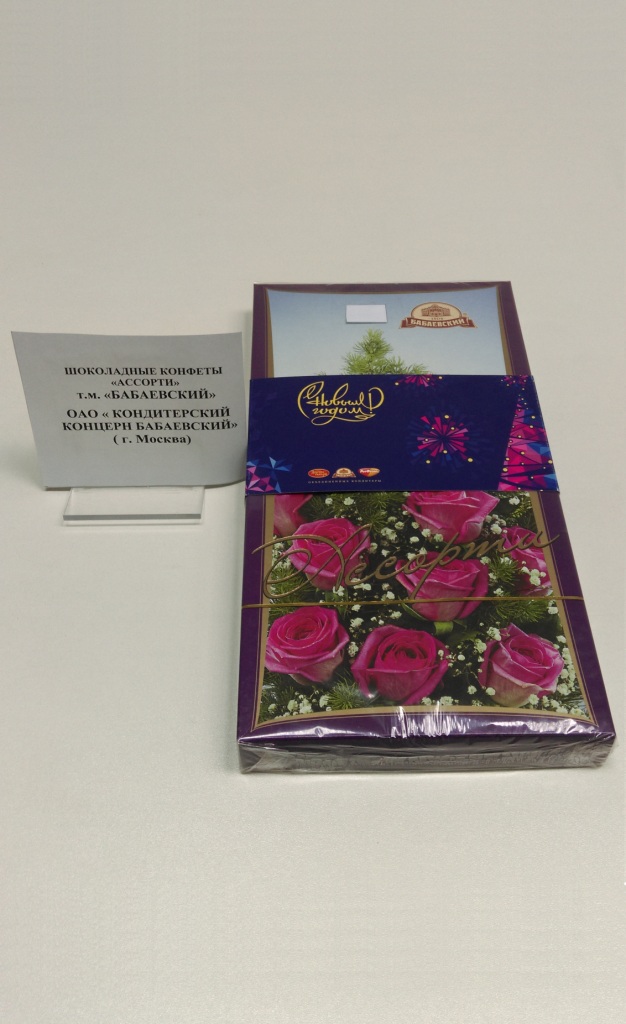 ШОКОЛАДНЫЕ КОНФЕТЫ
«АССОРТИ»
т.м. «БАБАЕВСКИЙ»
ОАО « КОНДИТЕРСКИЙ
КОНЦЕРН БАБАЕВСКИЙ»
( г. Москва)
БАБАЕВСКИЙ
С Новым
годом!
Ассорти